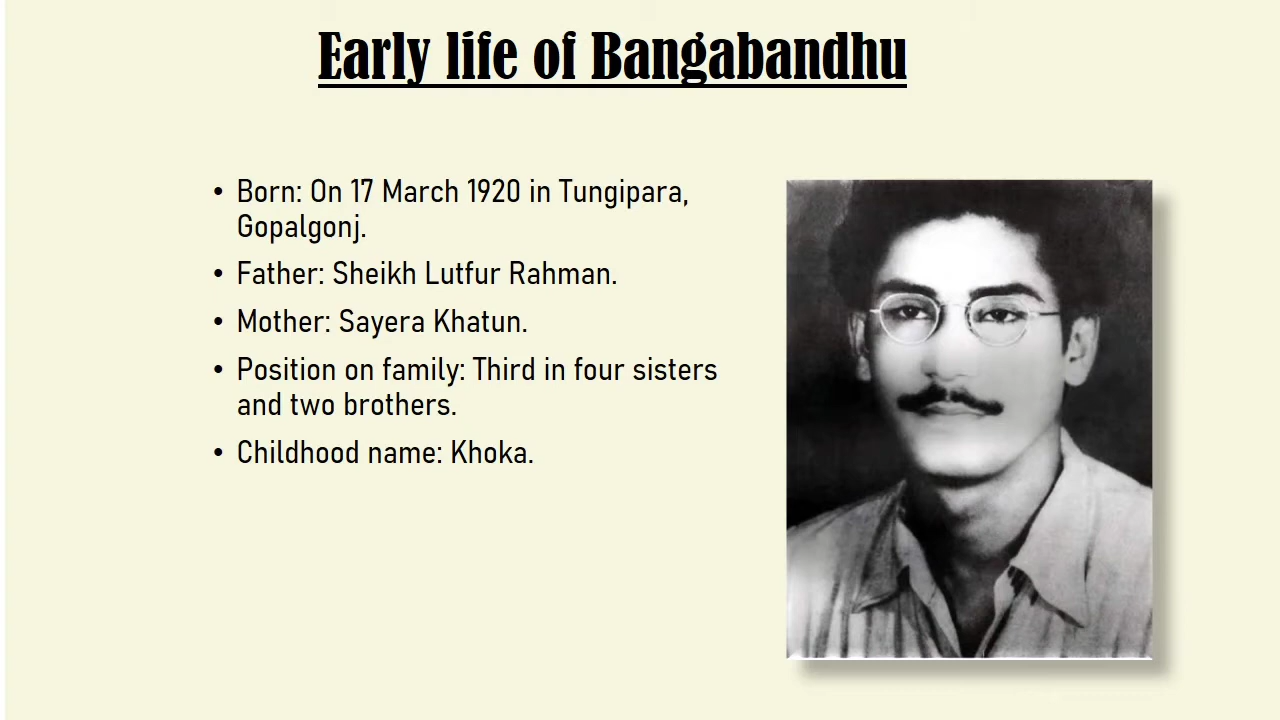 Early life of Bangabandhu
• Born: On 17 March 1920 in Tungipara,
Gopalgonj.
• Father: Sheikh Lutfur Rahman.
• Mother: Sayera Khatun.
• Position on family: Third in four sisters
and two brothers.
• Childhood name: Khoka.